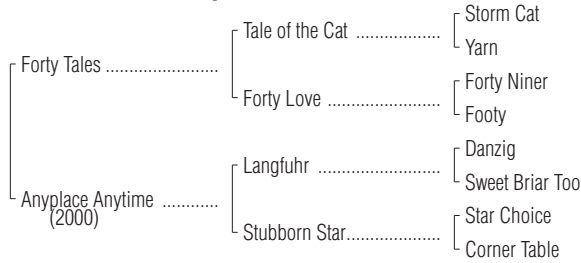 Storm Cat
Tale of the Cat ..................
Yarn
Forty Tales ........................
Forty Niner
Forty Love ........................
Footy
Danzig
Langfuhr ..........................
Sweet Briar Too
Anyplace Anytime ............
(2000)
Star Choice
Stubborn Star....................
Corner Table